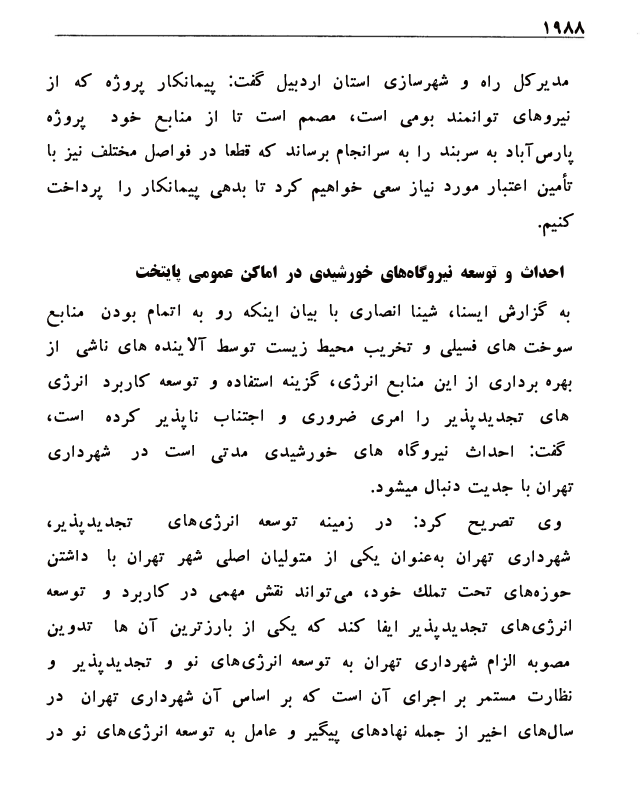 ۱۹۸۸
مدیرکل راه و شهرسازی استان اردبیل گفت: پیمانکار پروژه که از
نیروهای توانمند بومی است، مصمم است تا از منابع خود پروژه
پارس‌آباد به سربند را به سرانجام برساند که قطعا در فواصل مختلف نیز با
تأمین اعتبار مورد نیاز سعی خواهیم کرد تا بدهی پیمانکار را پرداخت
کنیم.
احداث و توسعه نیروگاه‌های خورشیدی در اماکن عمومی پایتخت
به گزارش ایسنا، شینا انصاری با بیان اینکه رو به اتمام بودن منابع
سوخت های فسیلی و تخریب محیط زیست توسط آلاینده های ناشی از
بهره برداری از این منابع انرژی، گزینه استفاده و توسعه کاربرد انرژی
های تجدیدپذیر را امری ضروری و اجتناب ناپذیر کرده است،
گفت: احداث نیروگاه های خورشیدی مدتی است در شهرداری
تهران با جدیت دنبال میشود.
وی تصریح کرد: در زمینه توسعه انرژی‌های تجدیدپذیر،
شهرداری تهران به‌عنوان یکی از متولیان اصلی شهر تهران با داشتن
حوزه‌های تحت تملك خود، می‌تواند نقش مهمی در کاربرد و توسعه
انرژی‌های تجدیدپذیر ایفا کند که یکی از بارزترین آن ها تدوین
مصوبه الزام شهرداری تهران به توسعه انرژی‌های نو و تجدیدپذیر و
نظارت مستمر بر اجرای آن است که بر اساس آن شهرداری تهران در
سال‌های اخیر از جمله نهادهای پیگیر و عامل به توسعه انرژی‌های نو در